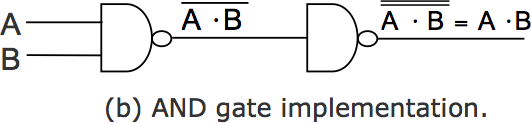 A
B
A · B
A · B = A · B
(b) AND gate implementation.